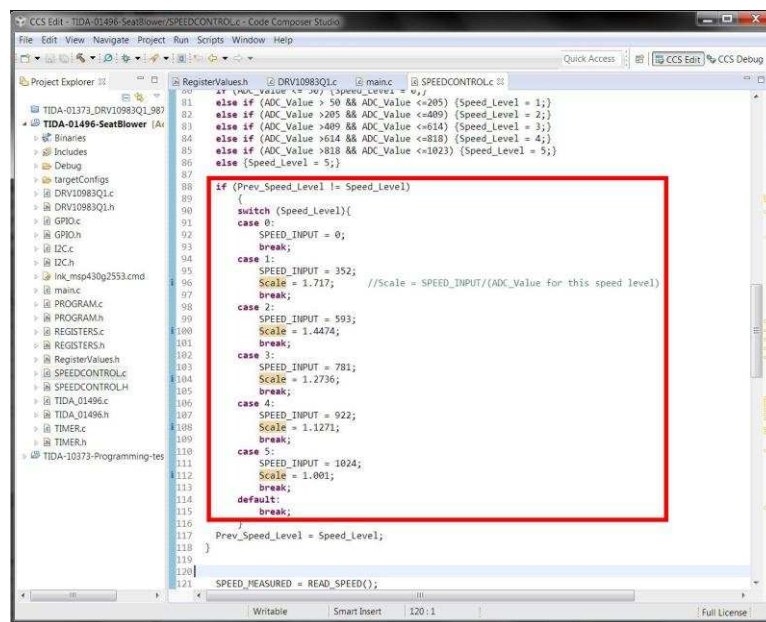 CCS Edit - TIDA-01496-SeatBlower/SPEEDCONTROL.c - Code Composer Studio
File Edit View Navigate Project Run Scripts Window Help
Quick Access CCS Edit CCS Debug
Project Explorer
RegisterValues.h DRV10983Q1.c main.c SPEEDCONTROL.c
TIDA-01373_DRV10983Q1_987
TIDA-01496-SeatBlower [Ac
Binaries
Includes
Debug
targetConfigs
DRV10983Q1.c
DRV10983Q1.h
GPIO.c
GPIO.h
I2C.c
I2C.h
lnk_msp430g2553.cmd
main.c
PROGRAM.c
PROGRAM.h
REGISTERS.c
REGISTERS.h
RegisterValues.h
SPEEDCONTROL.c
SPEEDCONTROL.H
TIDA_01496.c
TIDA_01496.h
TIMER.c
TIMER.h
TIDA-10373-Programming-tes
80 if (ADC_Value <= 50) {Speed_Level = 0;}
81 else if (ADC_Value > 50 && ADC_Value <=205) {Speed_Level = 1;}
82 else if (ADC_Value >205 && ADC_Value <=409) {Speed_Level = 2;}
83 else if (ADC_Value >409 && ADC_Value <=614) {Speed_Level = 3;}
84 else if (ADC_Value >614 && ADC_Value <=818) {Speed_Level = 4;}
85 else if (ADC_Value >818 && ADC_Value <=1023) {Speed_Level = 5;}
86 else {Speed_Level = 5;}
87
88 if (Prev_Speed_Level != Speed_Level)
89 {
90 switch (Speed_Level){
91 case 0:
92 SPEED_INPUT = 0;
93 break;
94 case 1:
95 SPEED_INPUT = 352;
96 Scale = 1.717; //Scale = SPEED_INPUT/(ADC_Value for this speed level)
97 break;
98 case 2:
99 SPEED_INPUT = 593;
100 Scale = 1.4474;
101 break;
102 case 3:
103 SPEED_INPUT = 781;
104 Scale = 1.2736;
105 break;
106 case 4:
107 SPEED_INPUT = 922;
108 Scale = 1.1271;
109 break;
110 case 5:
111 SPEED_INPUT = 1024;
112 Scale = 1.001;
113 break;
114 default:
115 break;
116 }
117 Prev_Speed_Level = Speed_Level;
118 }
119
120
121 SPEED_MEASURED = READ_SPEED();
Writable Smart Insert 120 : 1 Full License